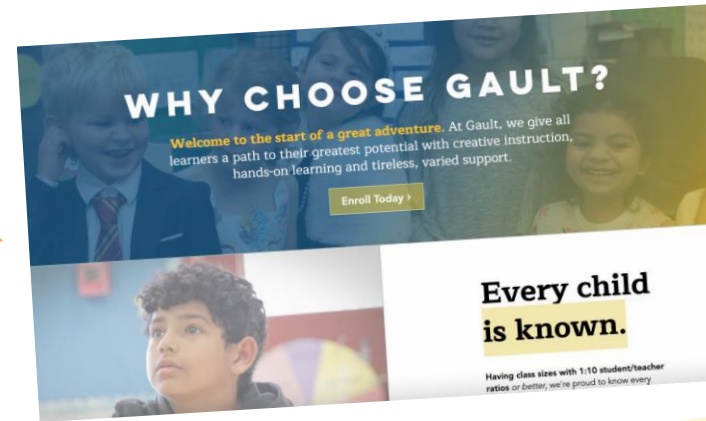 WHY CHOOSE GAULT?
Welcome to the start of a great adventure. At Gault, we give all
learners a path to their greatest potential with creative instruction,
hands-on learning and tireless, varied support.
Enroll Today ›
Every child
is known.
Having class sizes with 1:10 student/teacher
ratios or better, we're proud to know every